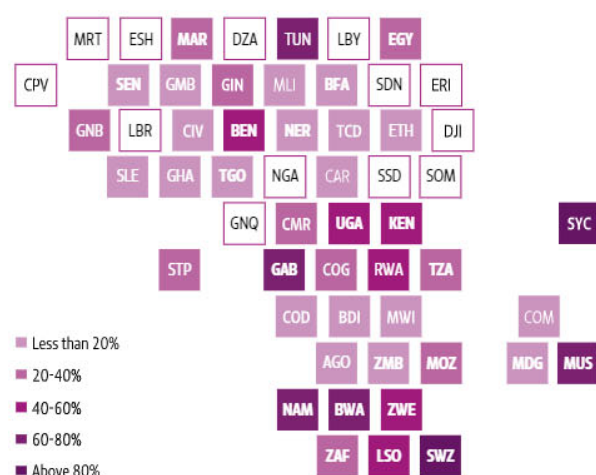 MRT ESH MAR DZA TUN LBY EGY
CPV SEN GMB GIN MLI BFA SDN ERI
GNB LBR CIV BEN NER TCD ETH DJI
SLE GHA TGO NGA CAR SSD SOM
GNQ CMR UGA KEN SYC
STP GAB COG RWA TZA
COD BDI MWI COM
Less than 20%
AGO ZMB MOZ MDG MUS
20-40%
40-60%
NAM BWA ZWE
60-80%
ZAF LSO SWZ
Above 80%